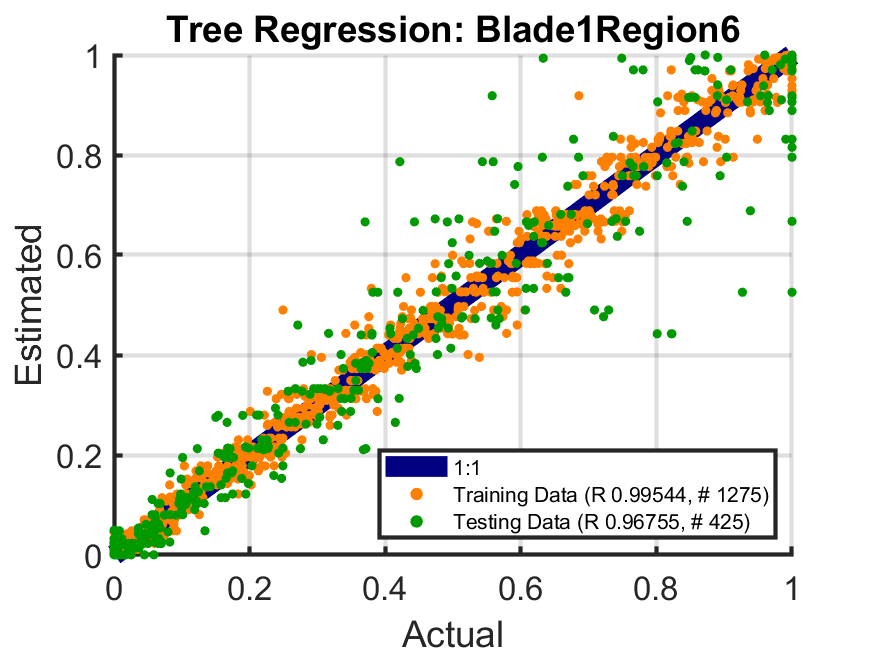 Tree Regression: Blade1Region6
1
0.8
0.6
0.4
0.2
0
Estimated
1:1
Training Data (R 0.99544, # 1275)
Testing Data (R 0.96755, # 425)
0 0.2 0.4 0.6 0.8 1
Actual